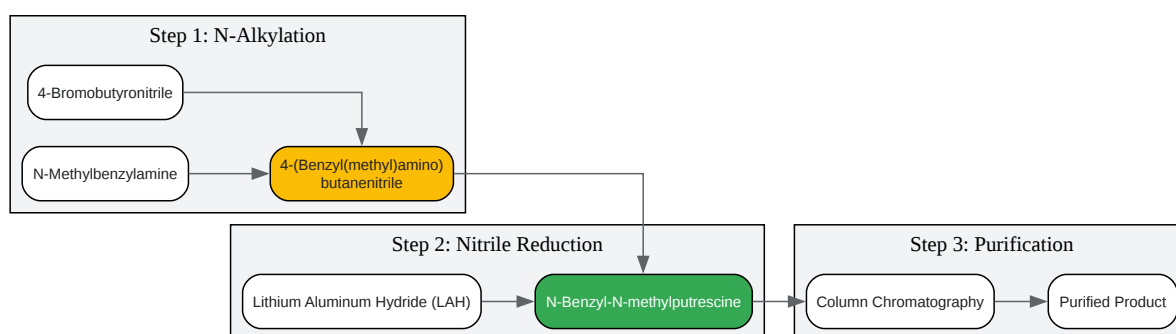 Step 1: N-Alkylation
4-Bromobutyronitrile
N-Methylbenzylamine
4-(Benzyl(methyl)amino)
butanenitrile
Step 2: Nitrile Reduction
Lithium Aluminum Hydride (LAH)
N-Benzyl-N-methylputrescine
Step 3: Purification
Column Chromatography
Purified Product